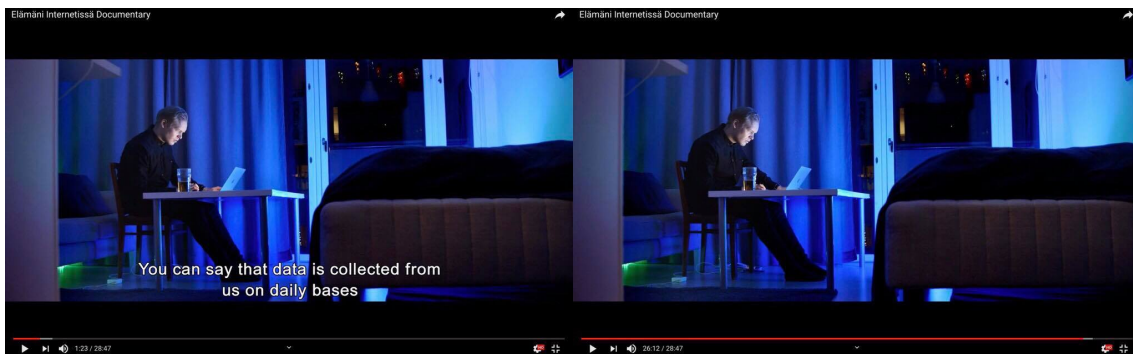 Elämäni Internetissä Documentary
You can say that data is collected from
us on daily bases
1:23 / 28:47
Elämäni Internetissä Documentary
26:12 / 28:47